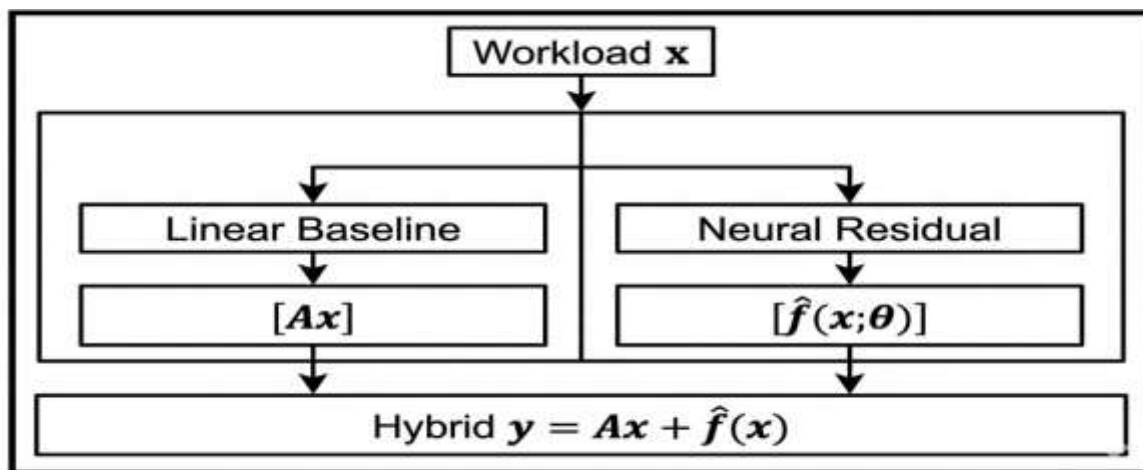 Workload x
Linear Baseline
Neural Residual
[Ax]
[f̂(x;θ)]
Hybrid y = Ax + f̂(x)